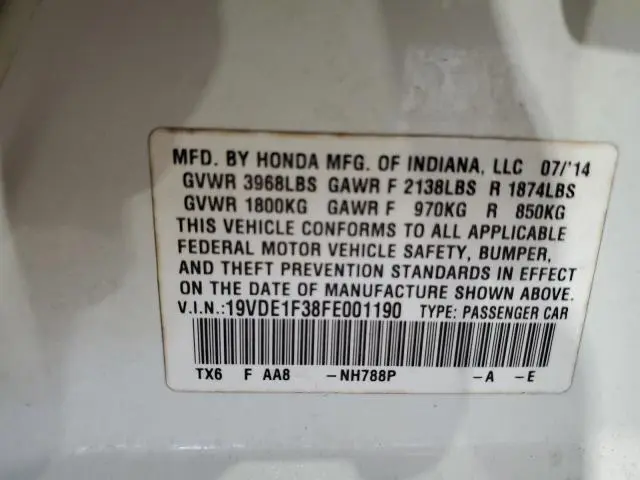 MFD. BY HONDA MFG. OF INDIANA, LLC 07/'14
GVWR 3968LBS GAWR F 2138LBS R 1874LBS
GVWR 1800KG GAWR F 970KG R 850KG
THIS VEHICLE CONFORMS TO ALL APPLICABLE
FEDERAL MOTOR VEHICLE SAFETY, BUMPER,
AND THEFT PREVENTION STANDARDS IN EFFECT
ON THE DATE OF MANUFACTURE SHOWN ABOVE.
V.I.N.:19VDE1F38FE001190 TYPE: PASSENGER CAR
TX6 F AA8 -NH788P -A -E